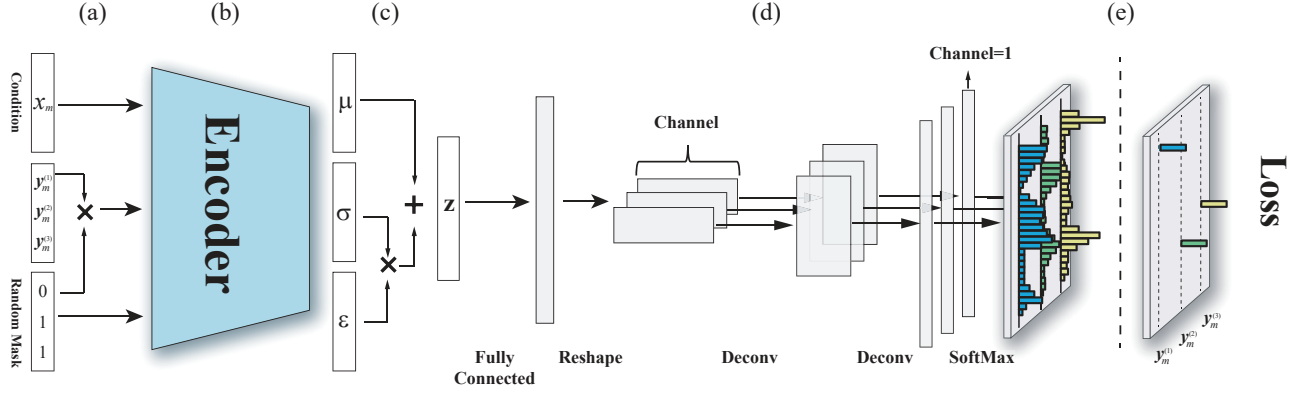 (a)
(b)
(c)
(d)
(e)
Condition
x_m
y_m^(1)
y_m^(2)
y_m^(3)
×
Random Mask
0
1
1
Encoder
μ
σ
ε
×
+
z
Fully
Connected
Reshape
Channel
Deconv
Deconv
Channel=1
SoftMax
y_m^(1)
y_m^(2)
y_m^(3)
Loss